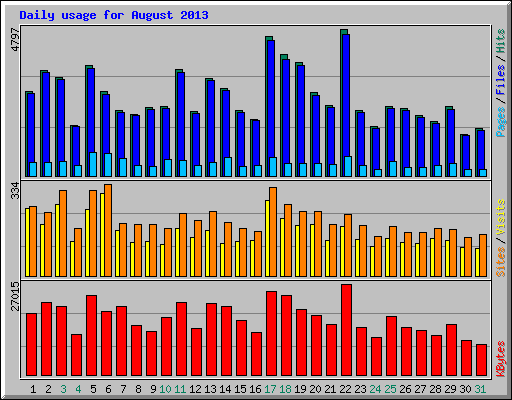 Daily usage for August 2013
4797
Pages/Files/Hits
334
Sites/Visits
27015
KBytes
1 2 3 4 5 6 7 8 9 10 11 12 13 14 15 16 17 18 19 20 21 22 23 24 25 26 27 28 29 30 31